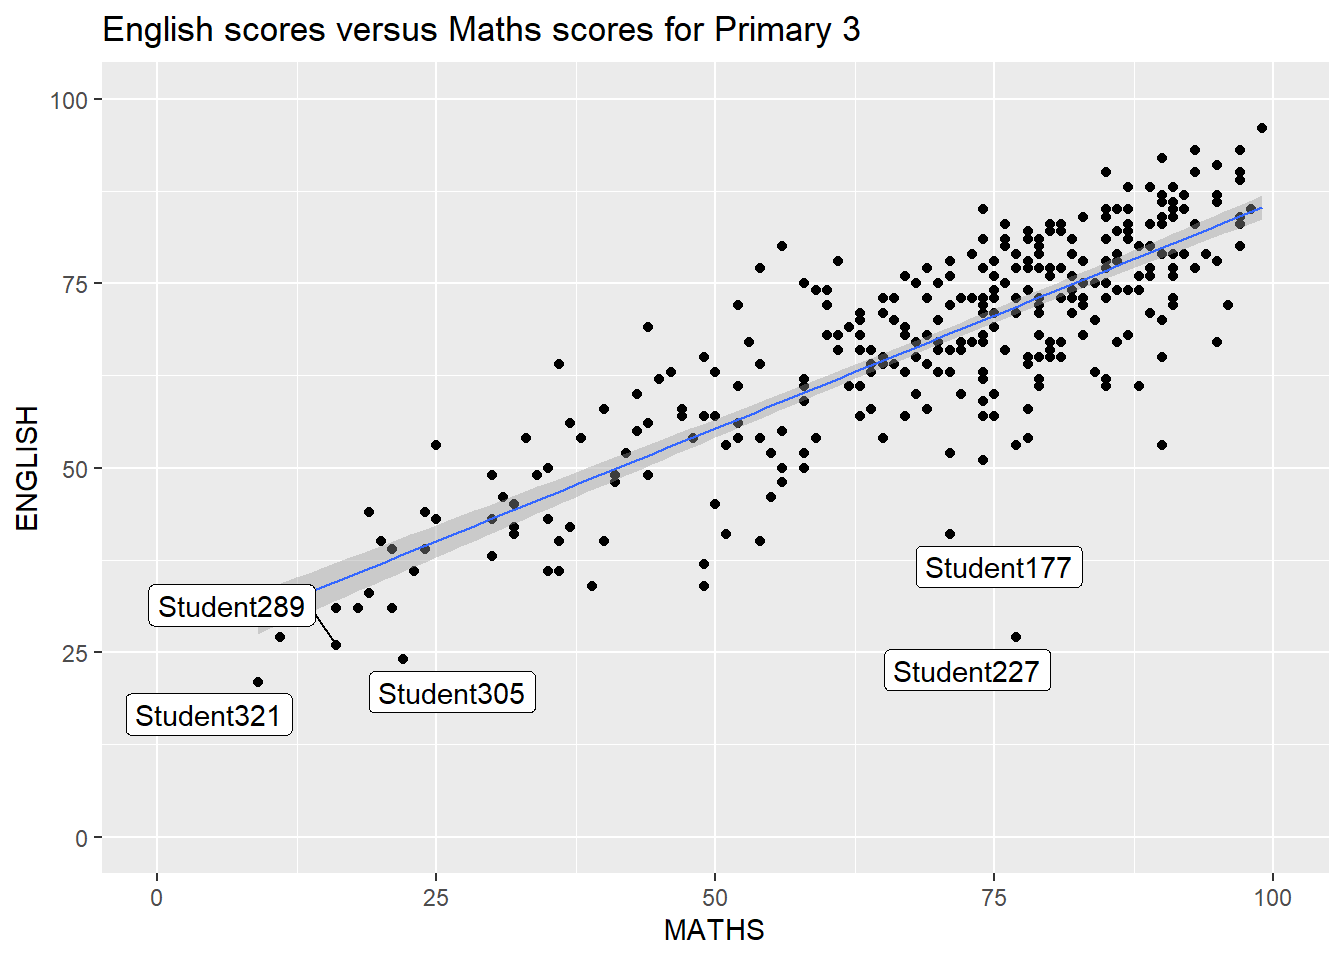 English scores versus Maths scores for Primary 3
100
75
50
25
0
ENGLISH
Student177
Student289
Student227
Student305
Student321
0 25 50 75 100
MATHS